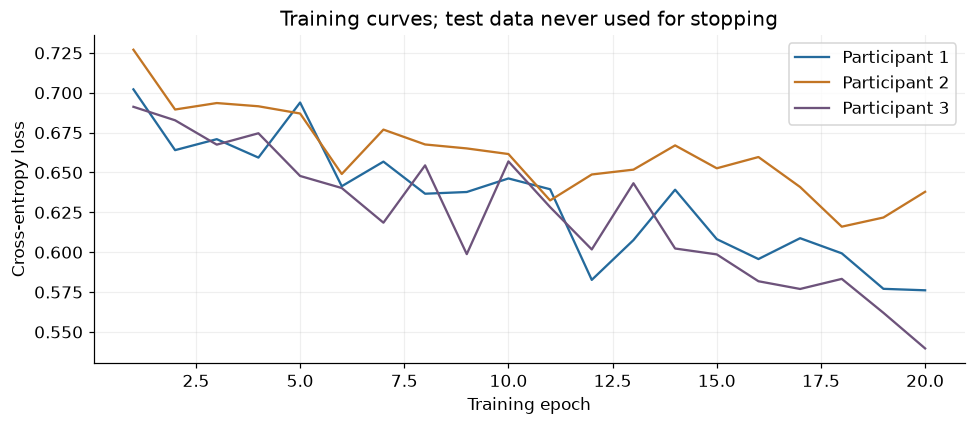 Training curves; test data never used for stopping
Participant 1
Participant 2
Participant 3
Cross-entropy loss
0.725
0.700
0.675
0.650
0.625
0.600
0.575
0.550
2.5 5.0 7.5 10.0 12.5 15.0 17.5 20.0
Training epoch